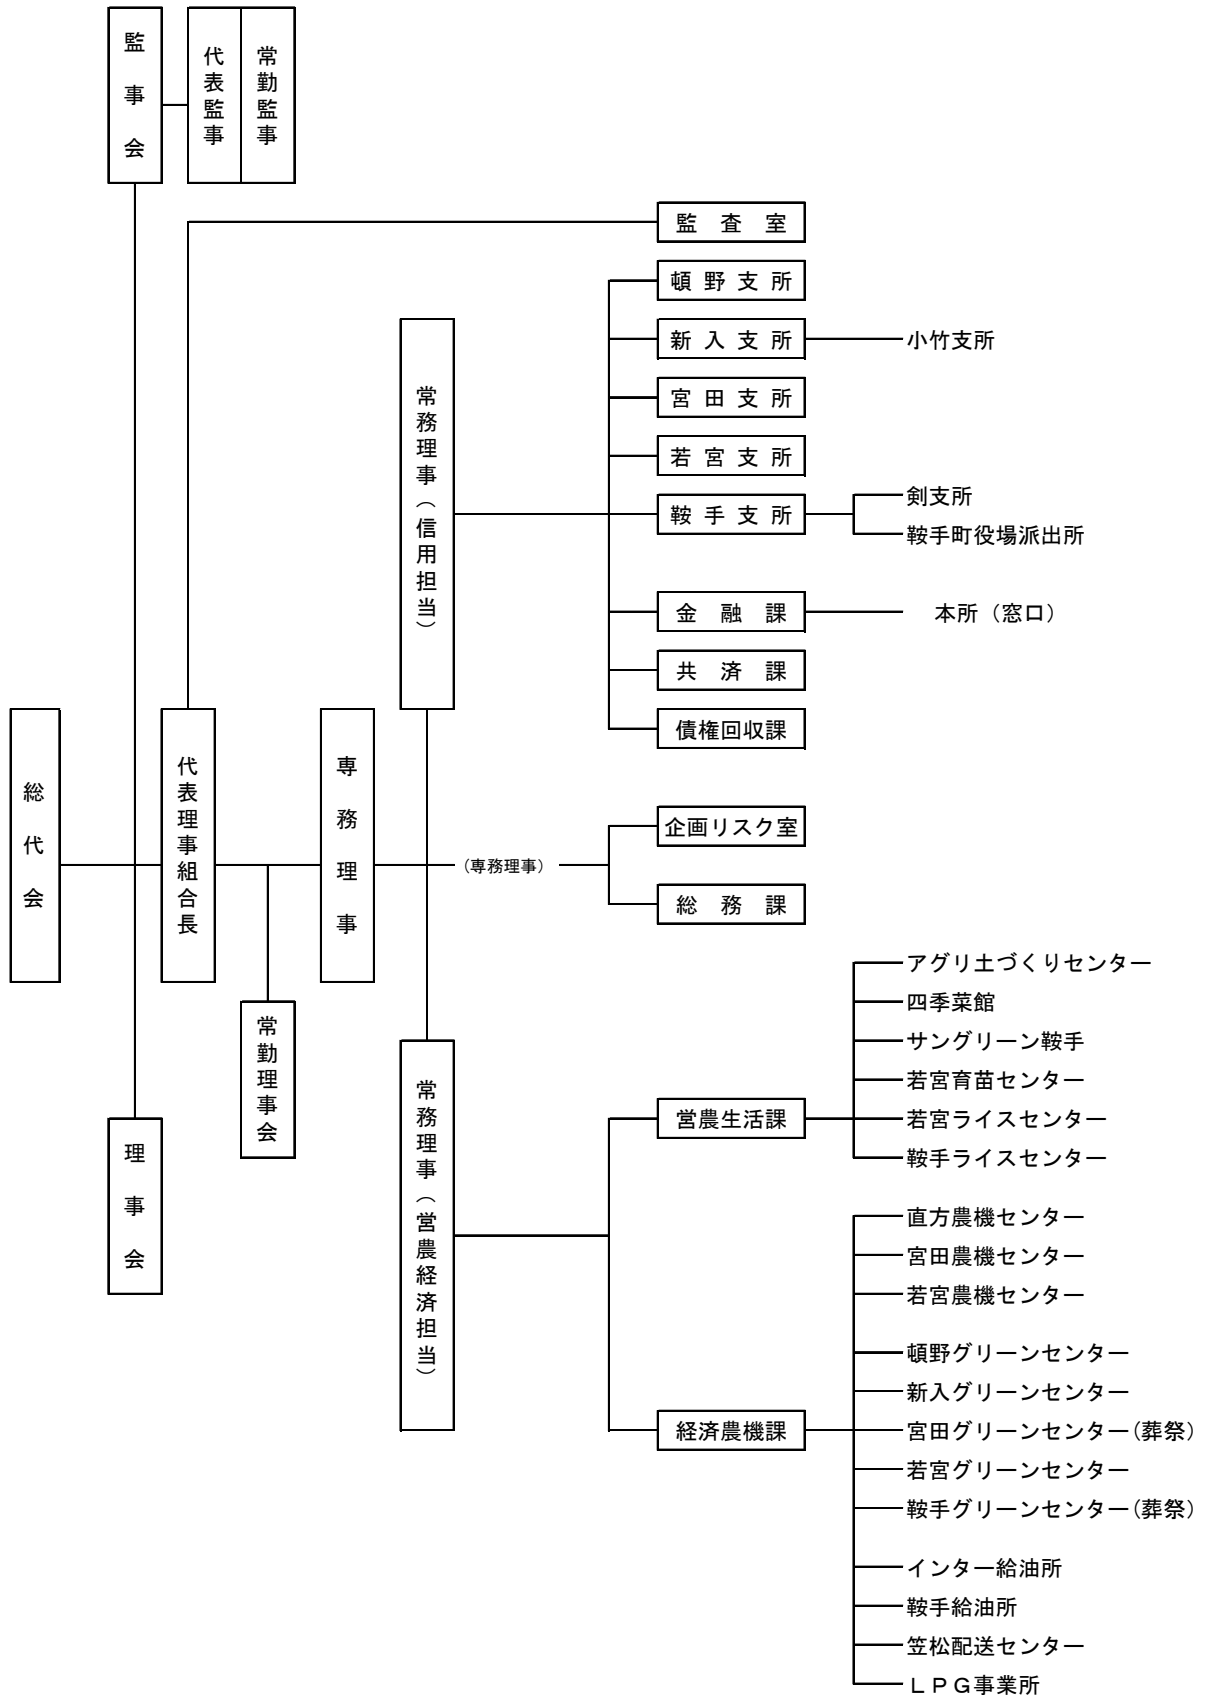 監事会
代表監事
常勤監事
監査室
頓野支所
新入支所
小竹支所
宮田支所
若宮支所
鞍手支所
剣支所
鞍手町役場派出所
金融課
本所（窓口）
共済課
債権回収課
常務理事（信用担当）
総代会
代表理事組合長
専務理事
（専務理事）
企画リスク室
総務課
常勤理事会
理事会
常務理事（営農経済担当）
営農生活課
アグリ土づくりセンター
四季菜館
サングリーン鞍手
若宮育苗センター
若宮ライスセンター
鞍手ライスセンター
経済農機課
直方農機センター
宮田農機センター
若宮農機センター
頓野グリーンセンター
新入グリーンセンター
宮田グリーンセンター（葬祭）
若宮グリーンセンター
鞍手グリーンセンター（葬祭）
インター給油所
鞍手給油所
笠松配送センター
ＬＰＧ事業所